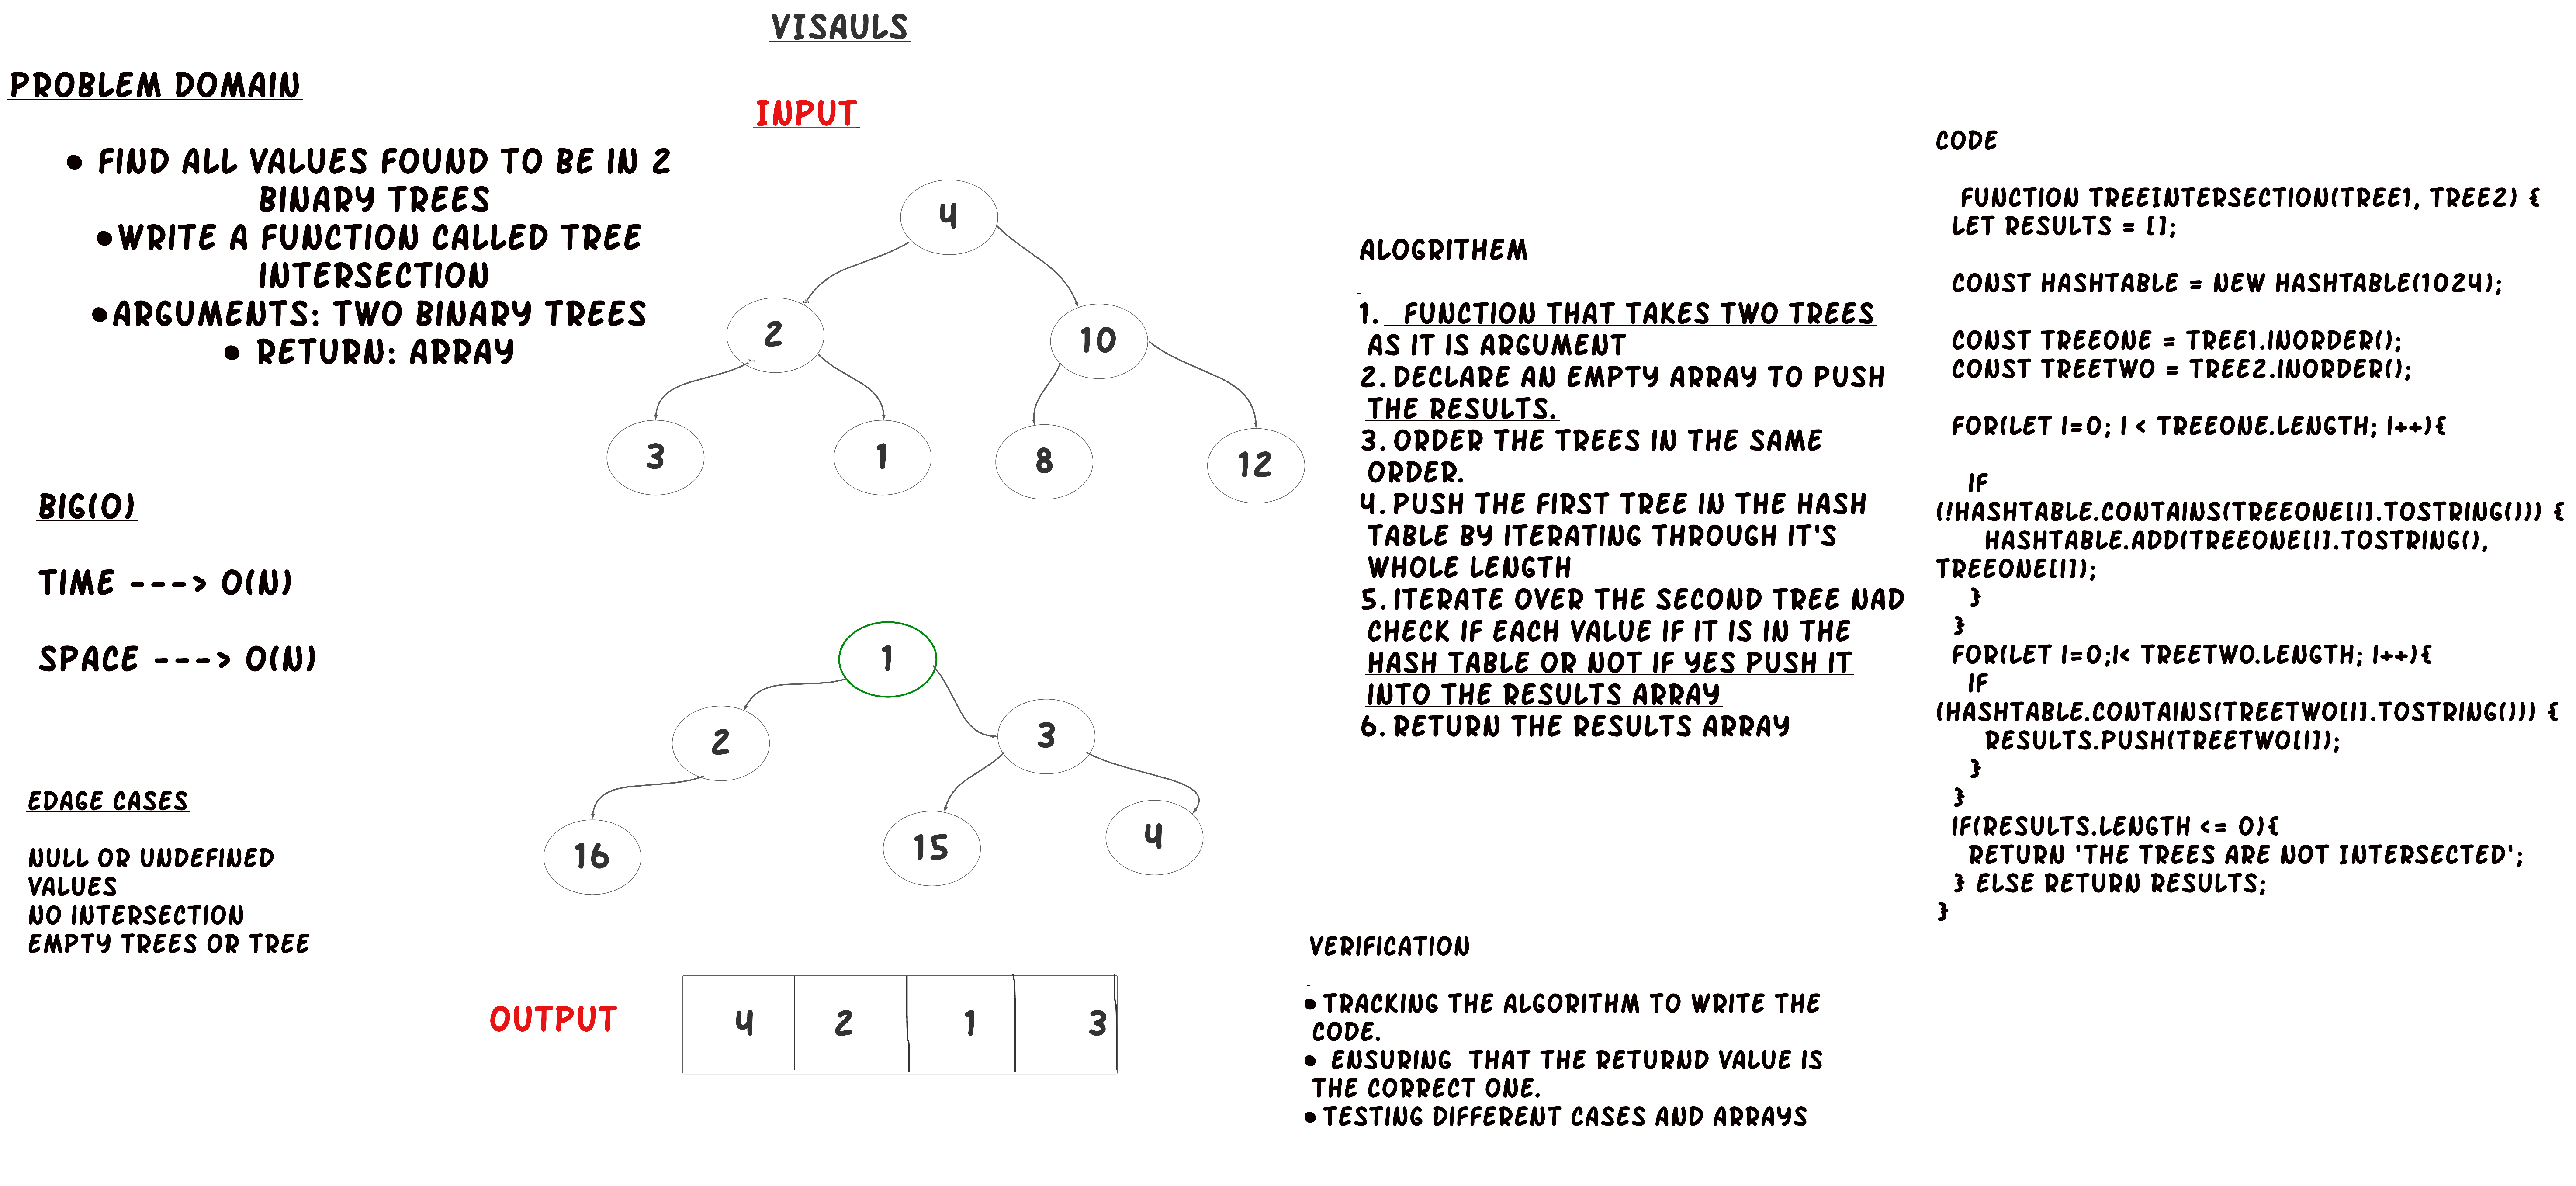 VISAULS
PROBLEM DOMAIN
• FIND ALL VALUES FOUND TO BE IN 2
BINARY TREES
•WRITE A FUNCTION CALLED TREE
INTERSECTION
•ARGUMENTS: TWO BINARY TREES
• RETURN: ARRAY
BIG(O)
TIME ---> O(N)
SPACE ---> O(N)
EDAGE CASES
NULL OR UNDEFINED
VALUES
NO INTERSECTION
EMPTY TREES OR TREE
INPUT
4
2
10
3
1
8
12
1
2
3
16
15
4
OUTPUT
4 2 1 3
ALOGRITHEM
1. FUNCTION THAT TAKES TWO TREES
AS IT IS ARGUMENT
2. DECLARE AN EMPTY ARRAY TO PUSH
THE RESULTS.
3. ORDER THE TREES IN THE SAME
ORDER.
4. PUSH THE FIRST TREE IN THE HASH
TABLE BY ITERATING THROUGH IT'S
WHOLE LENGTH
5. ITERATE OVER THE SECOND TREE NAD
CHECK IF EACH VALUE IF IT IS IN THE
HASH TABLE OR NOT IF YES PUSH IT
INTO THE RESULTS ARRAY
6. RETURN THE RESULTS ARRAY
VERIFICATION
•TRACKING THE ALGORITHM TO WRITE THE
CODE.
• ENSURING THAT THE RETURND VALUE IS
THE CORRECT ONE.
•TESTING DIFFERENT CASES AND ARRAYS
CODE
FUNCTION TREEINTERSECTION(TREE1, TREE2) {
LET RESULTS = [];
CONST HASHTABLE = NEW HASHTABLE(1024);
CONST TREEONE = TREE1.INORDER();
CONST TREETWO = TREE2.INORDER();
FOR(LET I=0; I < TREEONE.LENGTH; I++){
IF
(!HASHTABLE.CONTAINS(TREEONE[I].TOSTRING())) {
HASHTABLE.ADD(TREEONE[I].TOSTRING(),
TREEONE[I]);
}
}
FOR(LET I=0;I< TREETWO.LENGTH; I++){
IF
(HASHTABLE.CONTAINS(TREETWO[I].TOSTRING())) {
RESULTS.PUSH(TREETWO[I]);
}
}
IF(RESULTS.LENGTH <= 0){
RETURN 'THE TREES ARE NOT INTERSECTED';
} ELSE RETURN RESULTS;
}